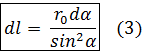 dl = r₀dα / sin²α (3)